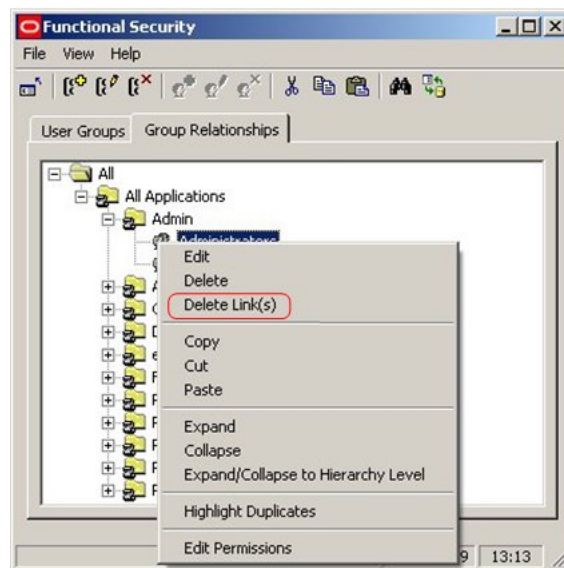 Functional Security
File View Help
User Groups Group Relationships
All
All Applications
Admin
Administrators
Edit
Delete
Delete Link(s)
Copy
Cut
Paste
Expand
Collapse
Expand/Collapse to Hierarchy Level
Highlight Duplicates
Edit Permissions
9 13:13